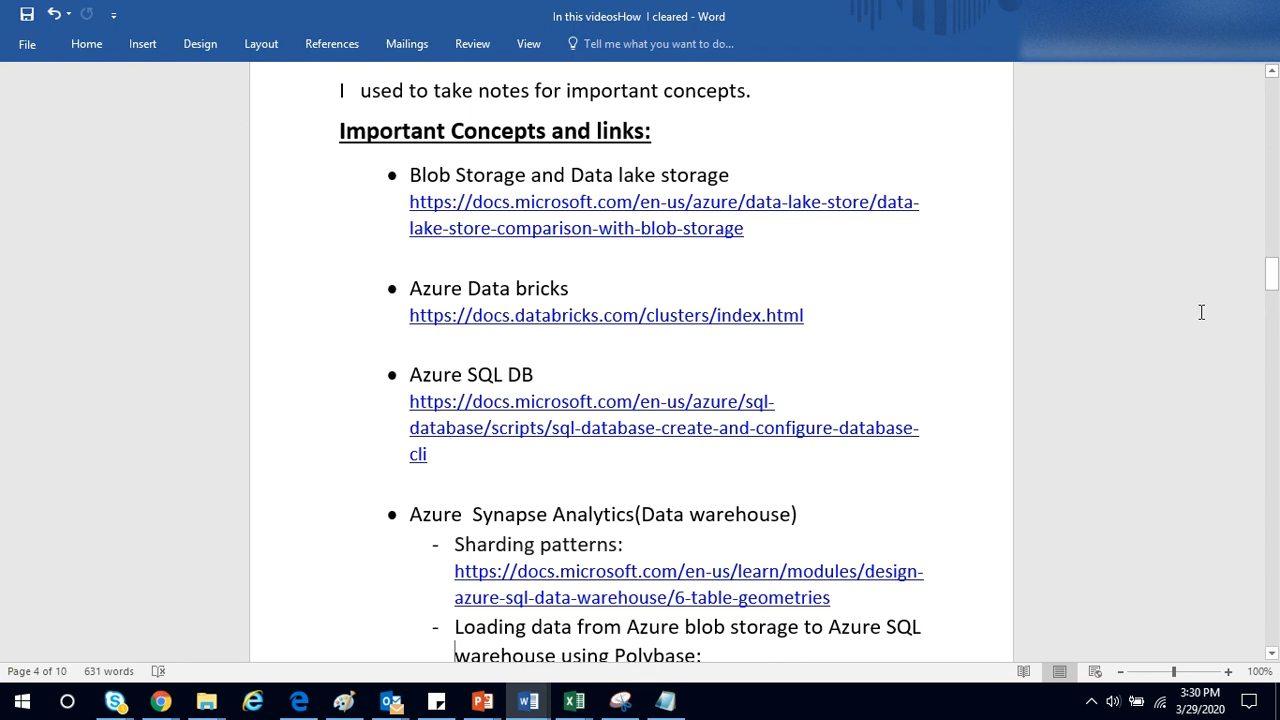 In this videosHow I cleared - Word
File Home Insert Design Layout References Mailings Review View Tell me what you want to do...
I used to take notes for important concepts.
Important Concepts and links:
• Blob Storage and Data lake storage
https://docs.microsoft.com/en-us/azure/data-lake-store/data-
lake-store-comparison-with-blob-storage
• Azure Data bricks
https://docs.databricks.com/clusters/index.html
• Azure SQL DB
https://docs.microsoft.com/en-us/azure/sql-
database/scripts/sql-database-create-and-configure-database-
cli
• Azure Synapse Analytics(Data warehouse)
- Sharding patterns:
https://docs.microsoft.com/en-us/learn/modules/design-
azure-sql-data-warehouse/6-table-geometries
- Loading data from Azure blob storage to Azure SQL
warehouse using Polybase:
Page 4 of 10 631 words 100%
3:30 PM
3/29/2020